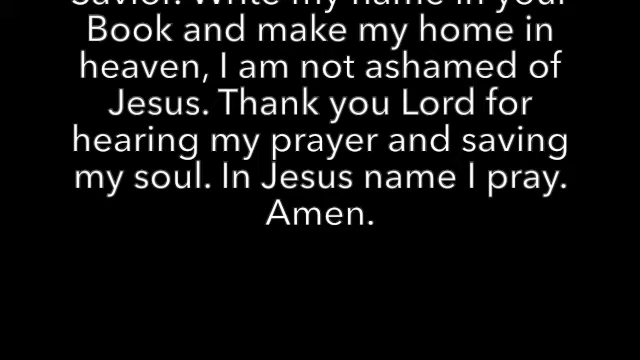 Savior. Write my name in your
Book and make my home in
heaven, I am not ashamed of
Jesus. Thank you Lord for
hearing my prayer and saving
my soul. In Jesus name I pray.
Amen.